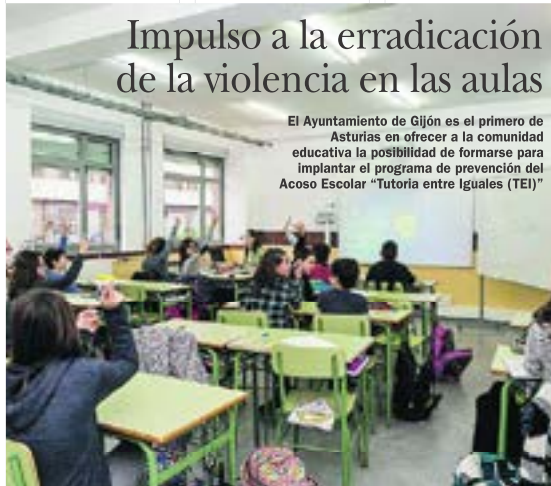 Impulso a la erradicación
de la violencia en las aulas
El Ayuntamiento de Gijón es el primero de
Asturias en ofrecer a la comunidad
educativa la posibilidad de formarse para
implantar el programa de prevención del
Acoso Escolar “Tutoria entre Iguales (TEI)”